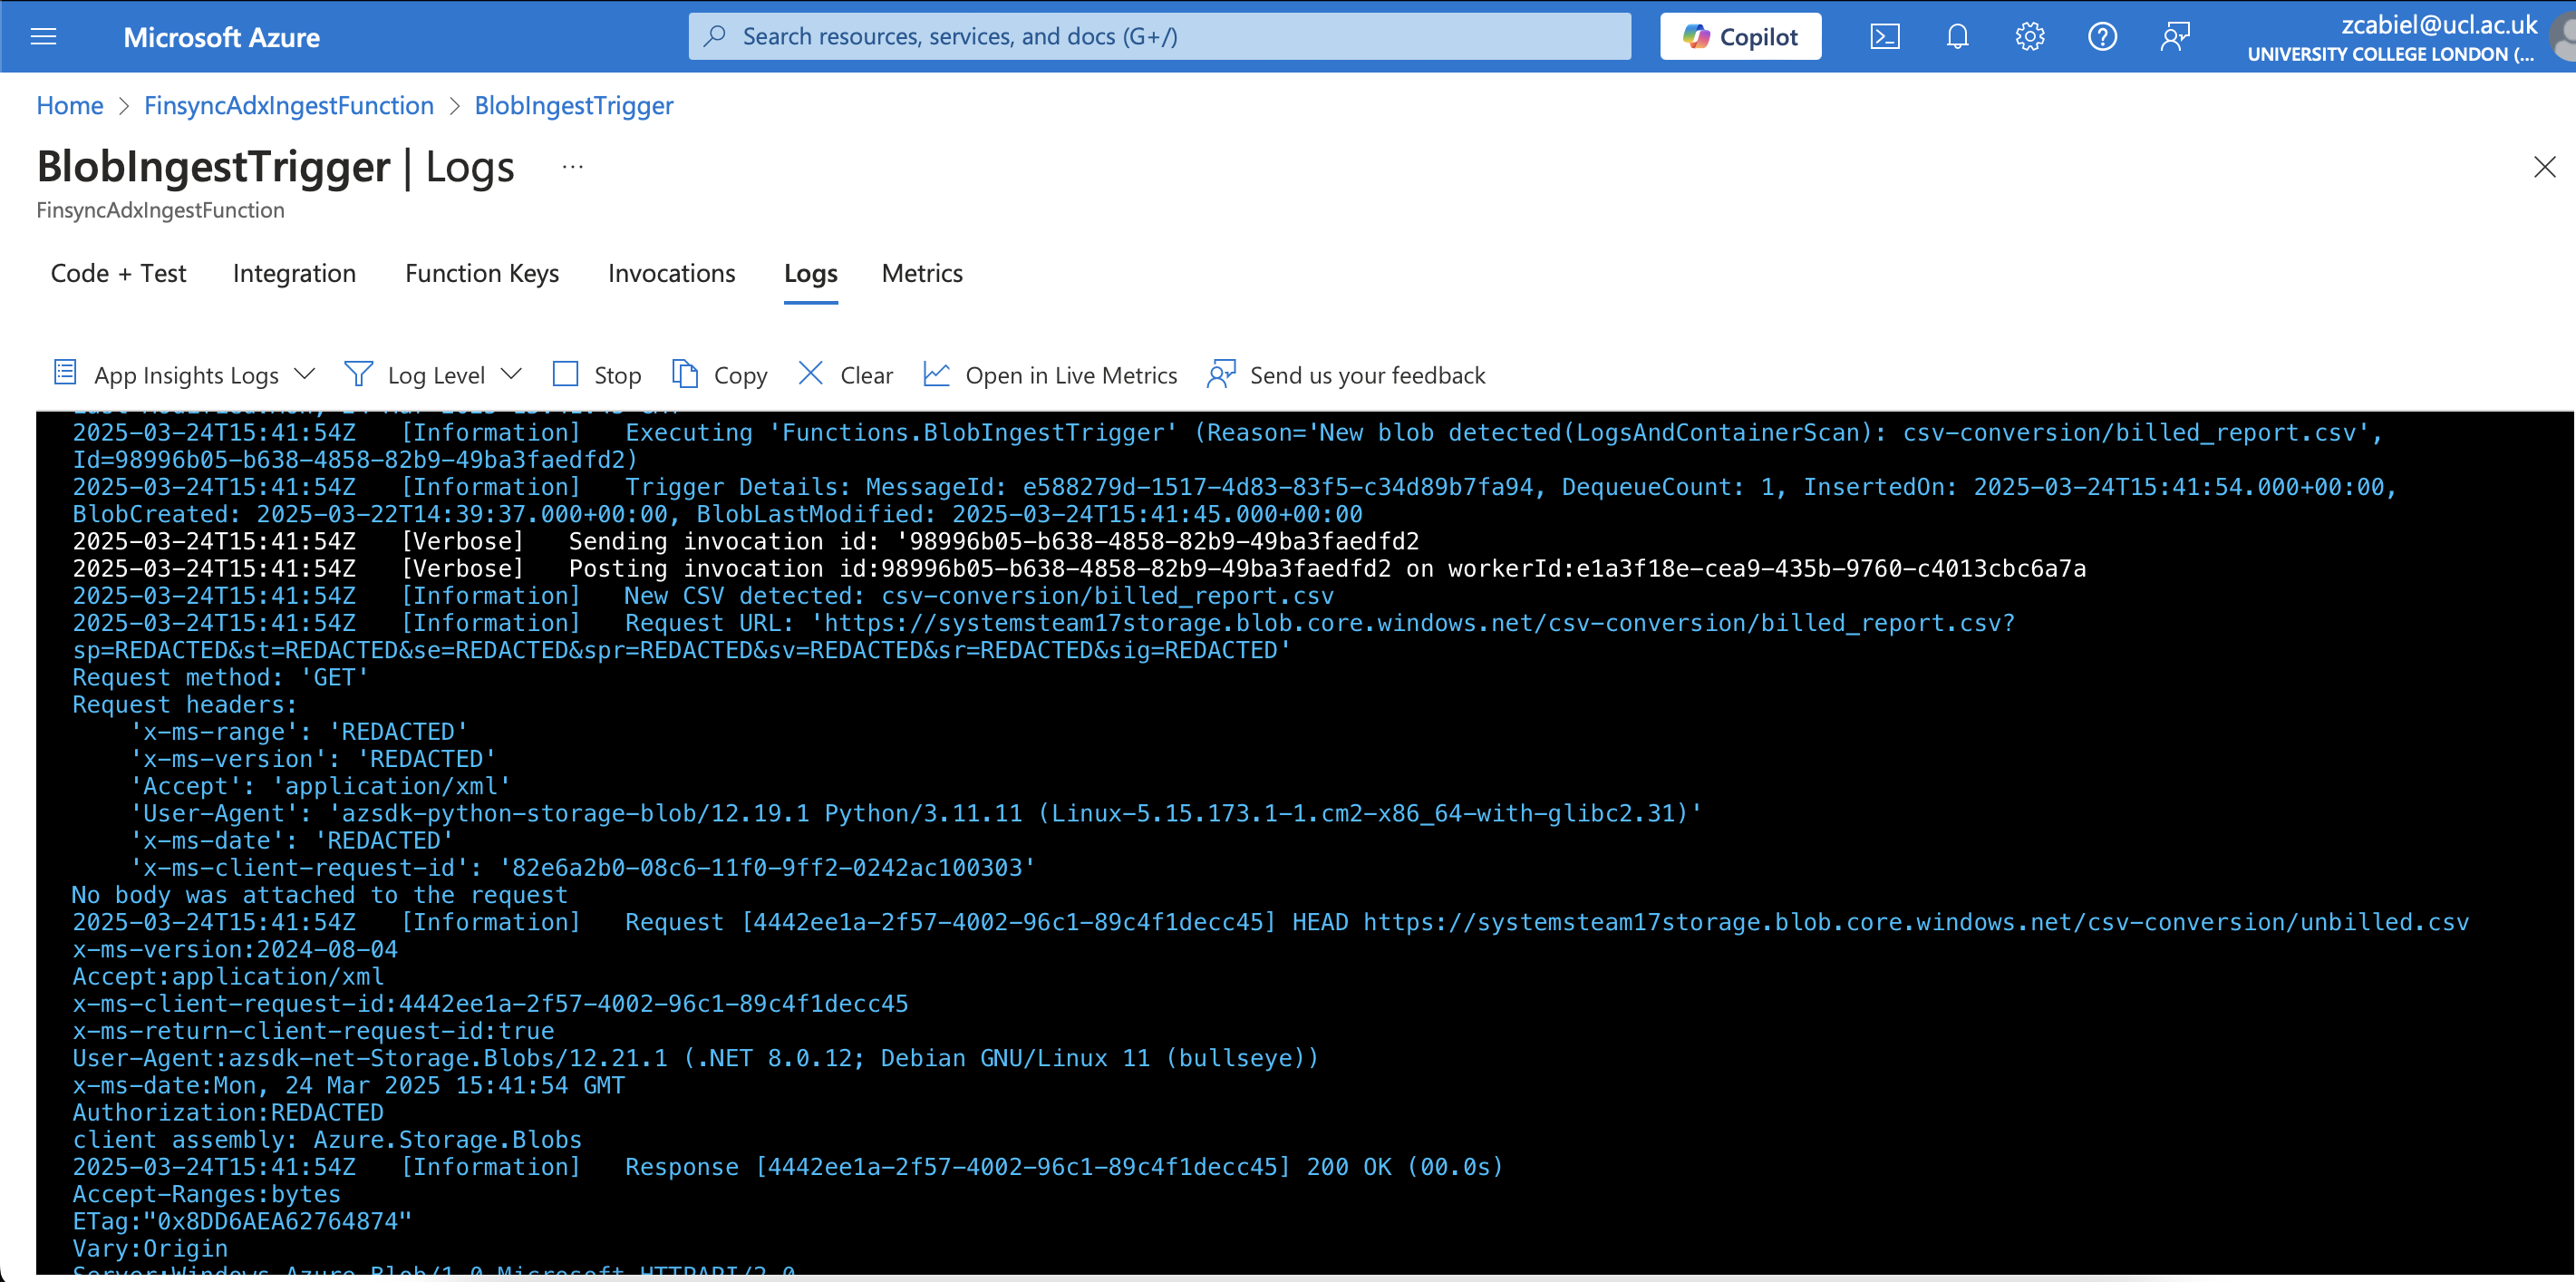 Microsoft Azure
Search resources, services, and docs (G+/)
Copilot
zcabiel@ucl.ac.uk
UNIVERSITY COLLEGE LONDON (...
Home > FinsyncAdxIngestFunction > BlobIngestTrigger
BlobIngestTrigger | Logs ...
FinsyncAdxIngestFunction
Code + Test Integration Function Keys Invocations Logs Metrics
App Insights Logs Log Level Stop Copy Clear Open in Live Metrics Send us your feedback
2025-03-24T15:41:54Z [Information] Executing 'Functions.BlobIngestTrigger' (Reason='New blob detected(LogsAndContainerScan): csv-conversion/billed_report.csv',
Id=98996b05-b638-4858-82b9-49ba3faedfd2)
2025-03-24T15:41:54Z [Information] Trigger Details: MessageId: e588279d-1517-4d83-83f5-c34d89b7fa94, DequeueCount: 1, InsertedOn: 2025-03-24T15:41:54.000+00:00,
BlobCreated: 2025-03-22T14:39:37.000+00:00, BlobLastModified: 2025-03-24T15:41:45.000+00:00
2025-03-24T15:41:54Z [Verbose] Sending invocation id: '98996b05-b638-4858-82b9-49ba3faedfd2
2025-03-24T15:41:54Z [Verbose] Posting invocation id:98996b05-b638-4858-82b9-49ba3faedfd2 on workerId:e1a3f18e-cea9-435b-9760-c4013cbc6a7a
2025-03-24T15:41:54Z [Information] New CSV detected: csv-conversion/billed_report.csv
2025-03-24T15:41:54Z [Information] Request URL: 'https://systemsteam17storage.blob.core.windows.net/csv-conversion/billed_report.csv?
sp=REDACTED&st=REDACTED&se=REDACTED&spr=REDACTED&sv=REDACTED&sr=REDACTED&sig=REDACTED'
Request method: 'GET'
Request headers:
'x-ms-range': 'REDACTED'
'x-ms-version': 'REDACTED'
'Accept': 'application/xml'
'User-Agent': 'azsdk-python-storage-blob/12.19.1 Python/3.11.11 (Linux-5.15.173.1-1.cm2-x86_64-with-glibc2.31)'
'x-ms-date': 'REDACTED'
'x-ms-client-request-id': '82e6a2b0-08c6-11f0-9ff2-0242ac100303'
No body was attached to the request
2025-03-24T15:41:54Z [Information] Request [4442ee1a-2f57-4002-96c1-89c4f1decc45] HEAD https://systemsteam17storage.blob.core.windows.net/csv-conversion/unbilled.csv
x-ms-version:2024-08-04
Accept:application/xml
x-ms-client-request-id:4442ee1a-2f57-4002-96c1-89c4f1decc45
x-ms-return-client-request-id:true
User-Agent:azsdk-net-Storage.Blobs/12.21.1 (.NET 8.0.12; Debian GNU/Linux 11 (bullseye))
x-ms-date:Mon, 24 Mar 2025 15:41:54 GMT
Authorization:REDACTED
client assembly: Azure.Storage.Blobs
2025-03-24T15:41:54Z [Information] Response [4442ee1a-2f57-4002-96c1-89c4f1decc45] 200 OK (00.0s)
Accept-Ranges:bytes
ETag:"0x8DD6AEA62764874"
Vary:Origin
Server:Windows-Azure-Blob/1.0 Microsoft-HTTPAPI/2.0